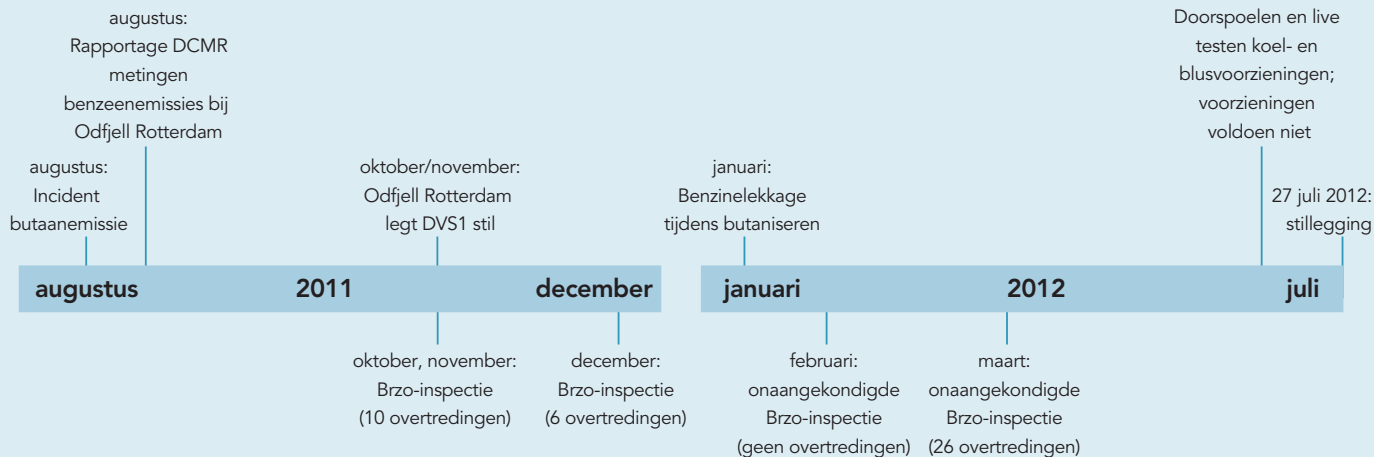 augustus:
Rapportage DCMR
metingen
benzeenemissies bij
Odfjell Rotterdam
augustus:
Incident
butaanemissie
oktober/november:
Odfjell Rotterdam
legt DVS1 stil
januari:
Benzinelekkage
tijdens butaniseren
Doorspoelen en live
testen koel- en
blusvoorzieningen;
voorzieningen
voldoen niet
27 juli 2012:
stillegging
augustus 2011 december januari 2012 juli
oktober, november:
Brzo-inspectie
(10 overtredingen)
december:
Brzo-inspectie
(6 overtredingen)
februari:
onaangekondigde
Brzo-inspectie
(geen overtredingen)
maart:
onaangekondigde
Brzo-inspectie
(26 overtredingen)